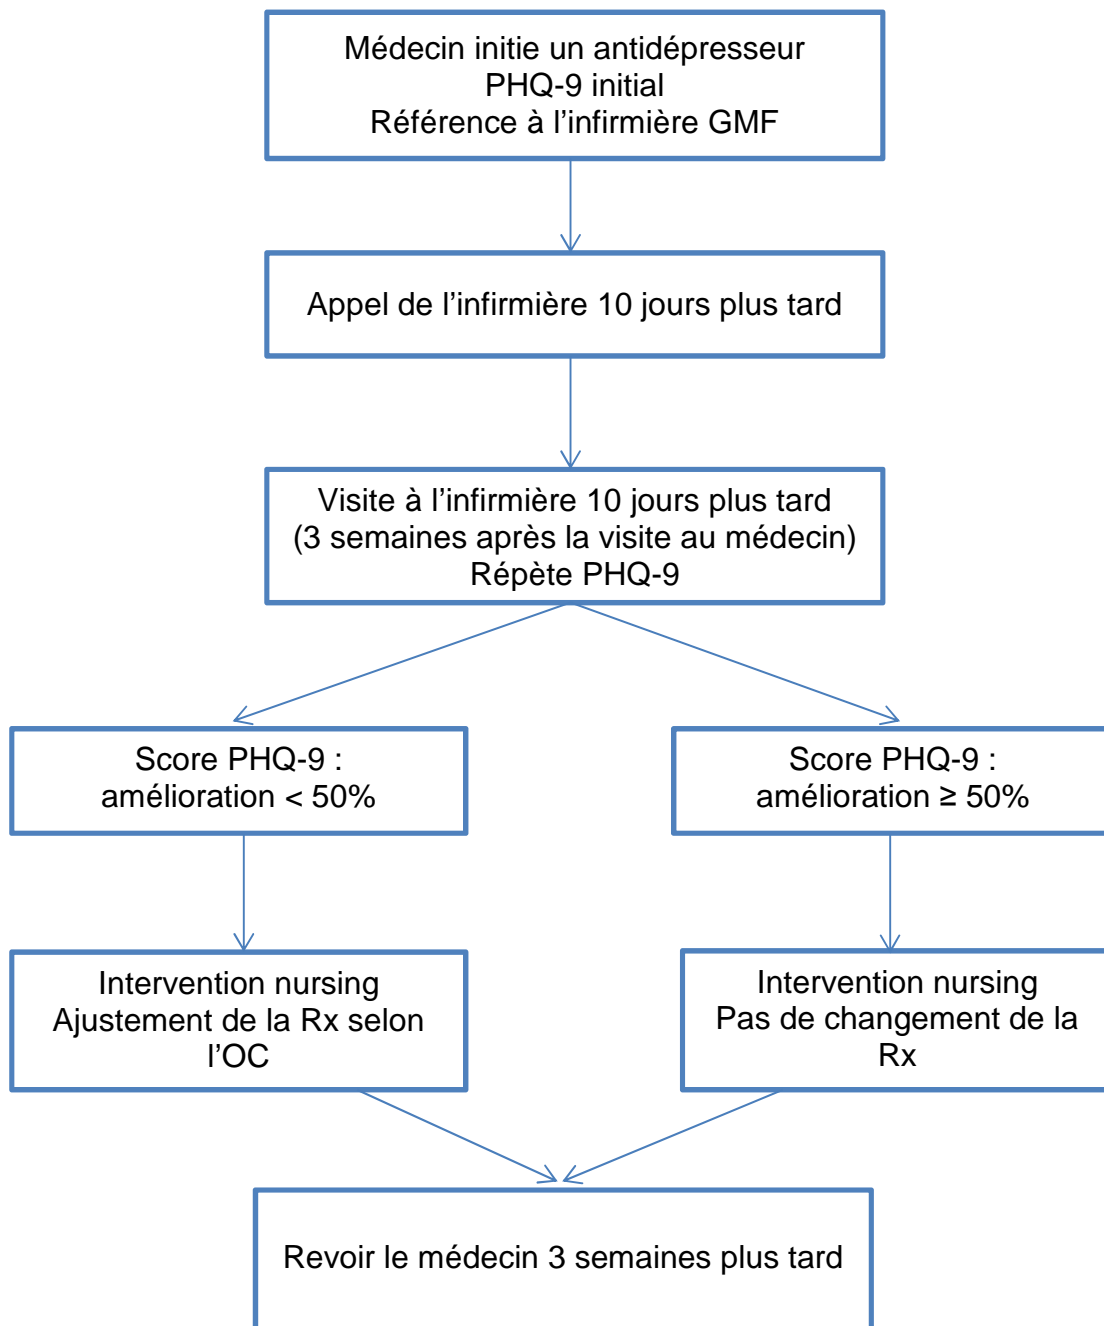 Médecin initie un antidépresseur
PHQ-9 initial
Référence à l’infirmière GMF
Appel de l’infirmière 10 jours plus tard
Visite à l’infirmière 10 jours plus tard
(3 semaines après la visite au médecin)
Répète PHQ-9
Score PHQ-9 :
amélioration < 50%
Score PHQ-9 :
amélioration ≥ 50%
Intervention nursing
Ajustement de la Rx selon
l’OC
Intervention nursing
Pas de changement de la
Rx
Revoir le médecin 3 semaines plus tard